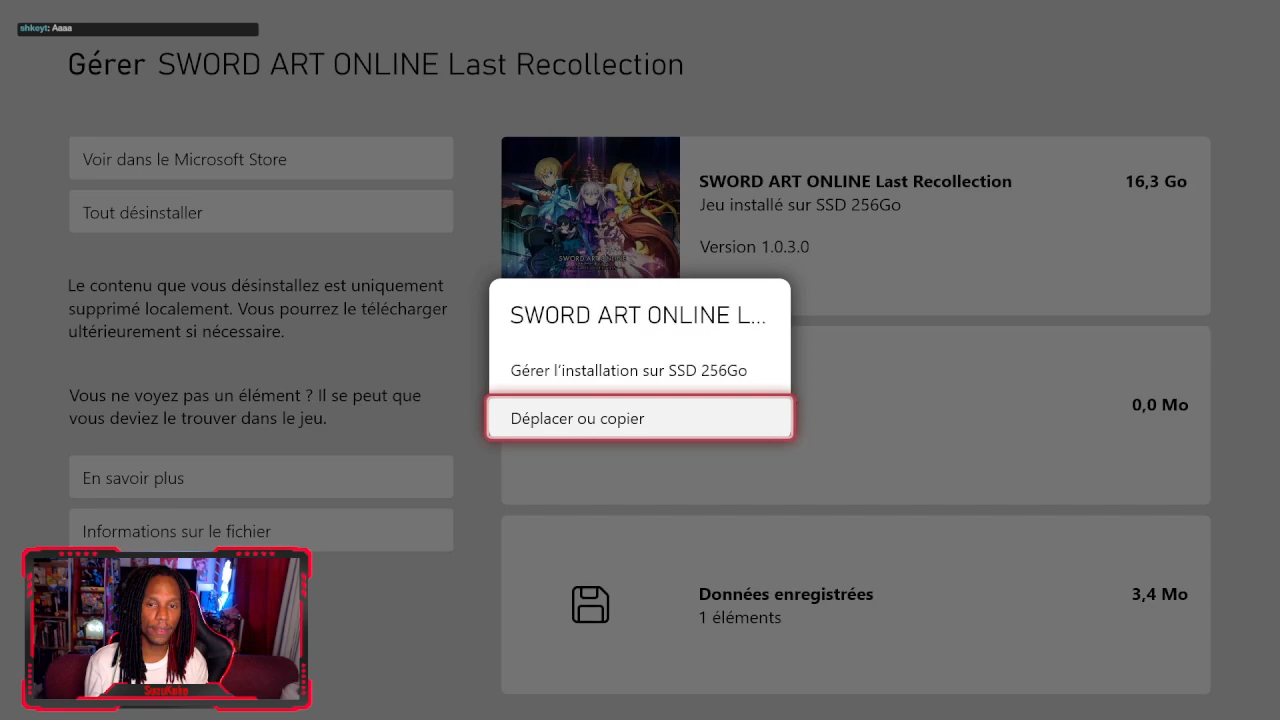 shkeyt: Aaaa
Gérer SWORD ART ONLINE Last Recollection
Voir dans le Microsoft Store
Tout désinstaller
Le contenu que vous désinstallez est uniquement
supprimé localement. Vous pourrez le télécharger
ultérieurement si nécessaire.
Vous ne voyez pas un élément ? Il se peut que
vous deviez le trouver dans le jeu.
En savoir plus
Informations sur le fichier
SWORD ART ONLINE
SWORD ART ONLINE Last Recollection
16,3 Go
Jeu installé sur SSD 256Go
Version 1.0.3.0
SWORD ART ONLINE L...
Gérer l'installation sur SSD 256Go
Déplacer ou copier
0,0 Mo
Données enregistrées
3,4 Mo
1 éléments